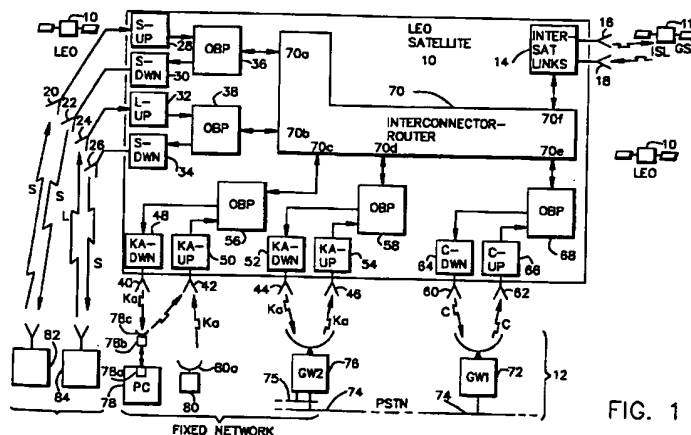 10
LEO
S-UP
28
OBP
36
S-DWN
30
38
L-UP
32
OBP
S-DWN
34
20
22
24
26
70a
70b
70c
70d
70e
70f
70
INTERCONNECTOR-
ROUTER
LEO
SATELLITE
10
14
INTER-
SAT
LINKS
16
18
ISL
11
GS
10
LEO
S
S
L
S
KA-
DWN
48
KA-
UP
50
OBP
56
KA-
DWN
52
KA-
UP
54
OBP
58
C-
DWN
64
C-
UP
66
OBP
68
40
42
44
46
60
62
Ka
Ka
Ka
Ka
C
C
78c
78b
78a
78
PC
80a
80
82
84
GW2
76
75
74
PSTN
GW1
72
74
12
FIXED NETWORK
FIG. 1